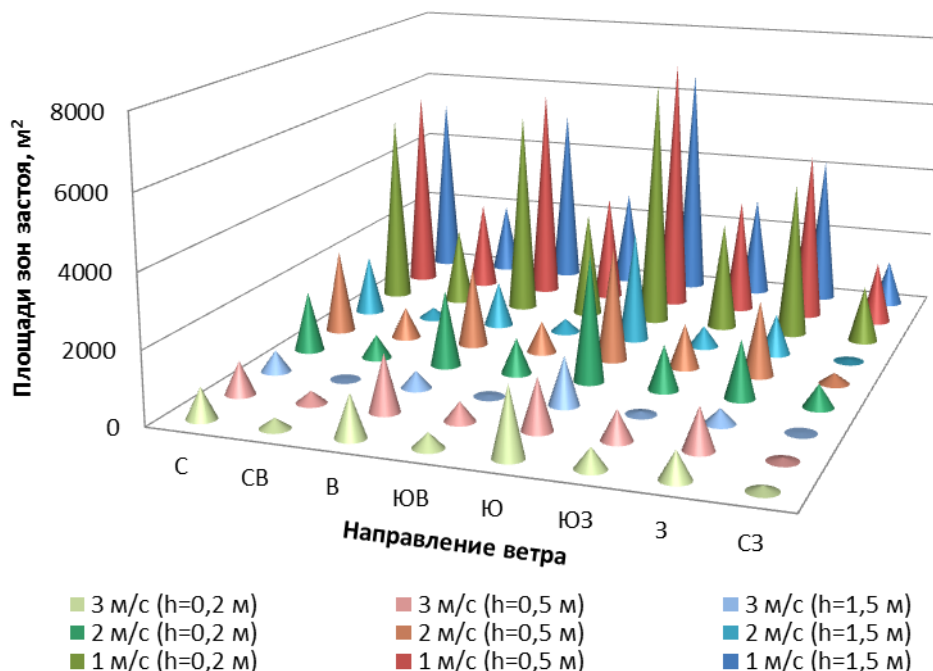 8000
6000
4000
2000
0
Площади зон застоя, м²
С
СВ
В
ЮВ
Ю
ЮЗ
З
СЗ
Направление ветра
3 м/с (h=0,2 м) 3 м/с (h=0,5 м) 3 м/с (h=1,5 м)
2 м/с (h=0,2 м) 2 м/с (h=0,5 м) 2 м/с (h=1,5 м)
1 м/с (h=0,2 м) 1 м/с (h=0,5 м) 1 м/с (h=1,5 м)